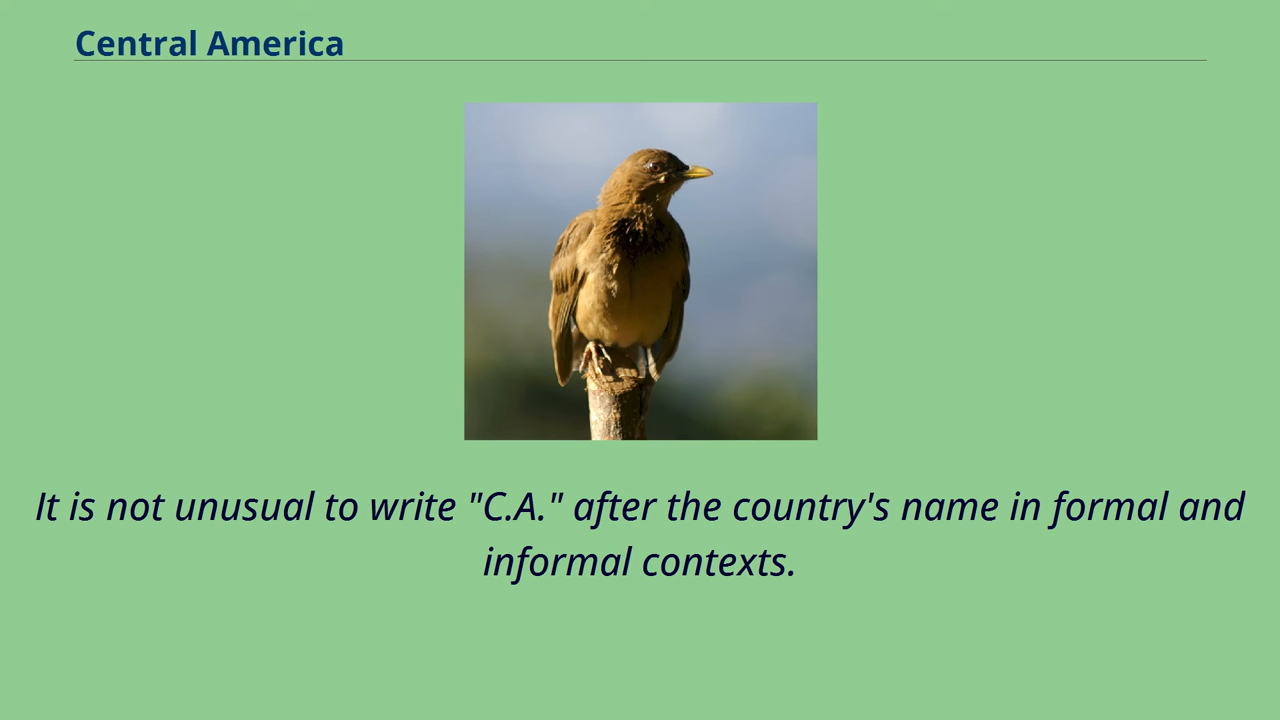 Central America
It is not unusual to write "C.A." after the country's name in formal and
informal contexts.